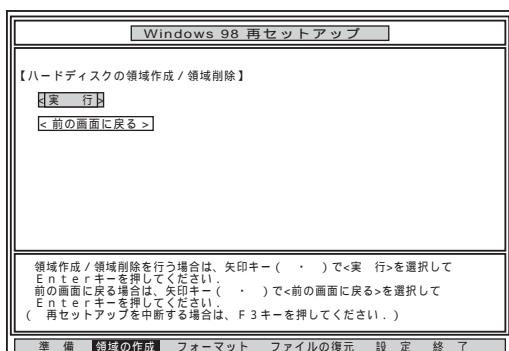 Windows 98 再セットアップ
【ハードディスクの領域作成/領域削除】
<実　行>
<前の画面に戻る>
領域作成/領域削除を行う場合は、矢印キー(　・　)で<実　行>を選択して
Enterキーを押してください.
前の画面に戻る場合は、矢印キー(　・　)で<前の画面に戻る>を選択して
Enterキーを押してください.
(　再セットアップを中断する場合は、F3キーを押してください.)
準　備　領域の作成　フォーマット　ファイルの復元　設　定　終　了